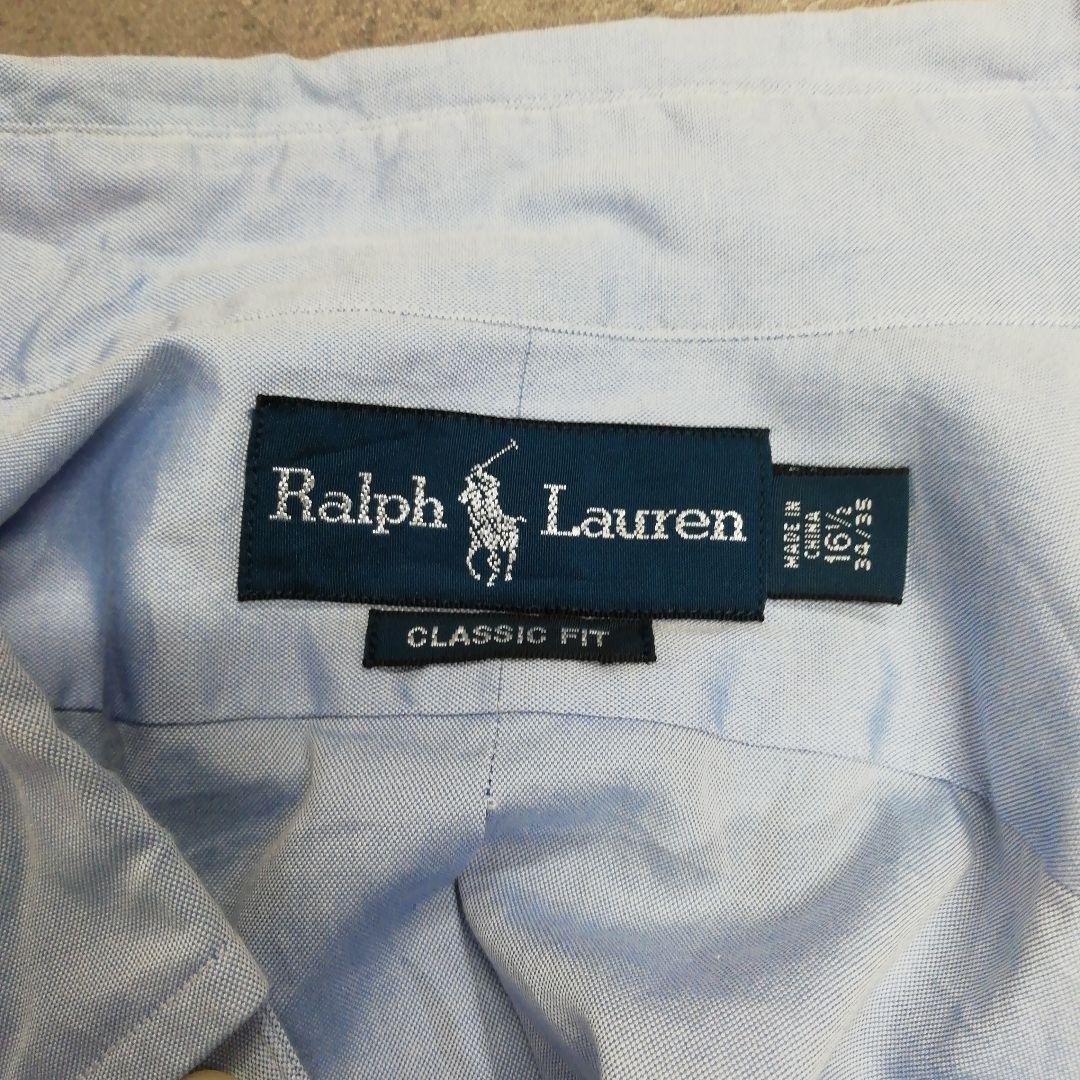 Ralph Lauren
CLASSIC FIT
MADE IN
CHINA
16½
34/35